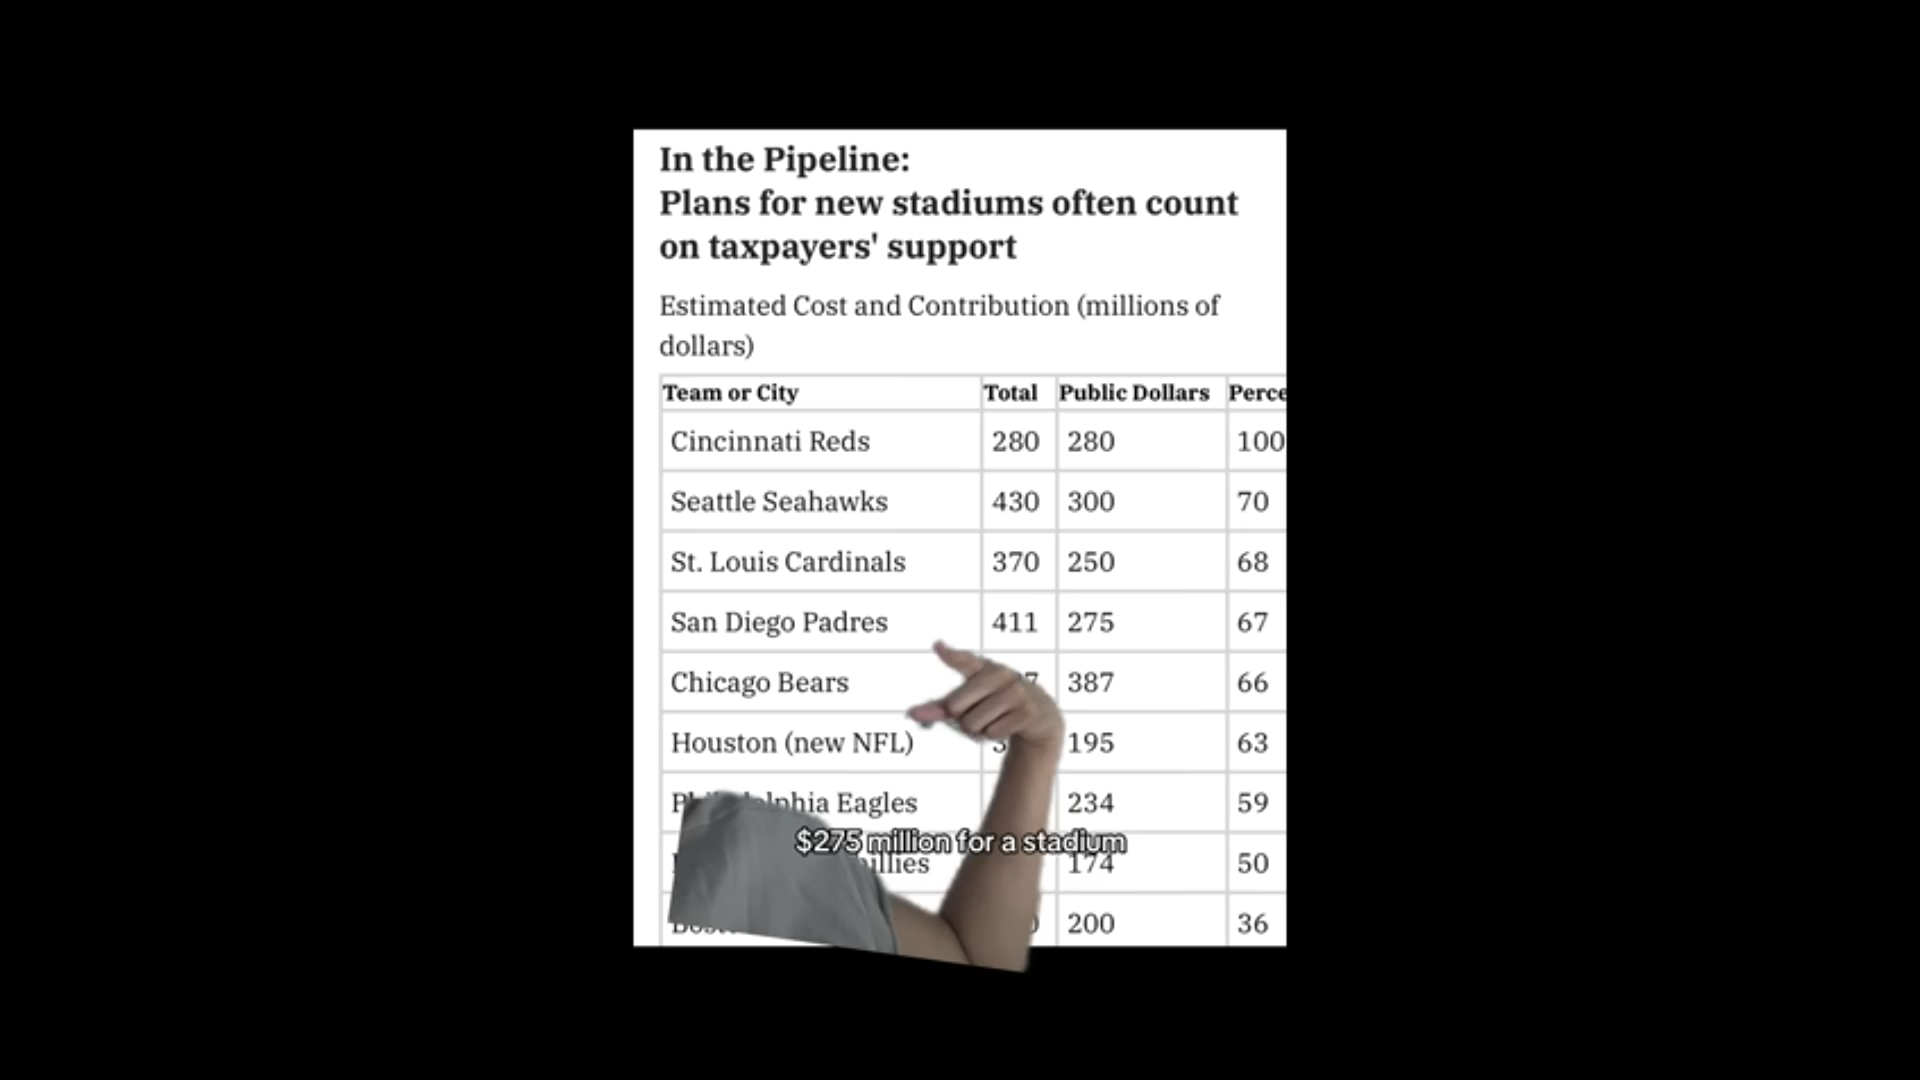 In the Pipeline:
Plans for new stadiums often count
on taxpayers' support
Estimated Cost and Contribution (millions of
dollars)
Team or City Total Public Dollars Perce
Cincinnati Reds 280 280 100
Seattle Seahawks 430 300 70
St. Louis Cardinals 370 250 68
San Diego Padres 411 275 67
Chicago Bears 387 66
Houston (new NFL) 195 63
Eagles 234 59
$275 million for a stadium
174 50
200 36